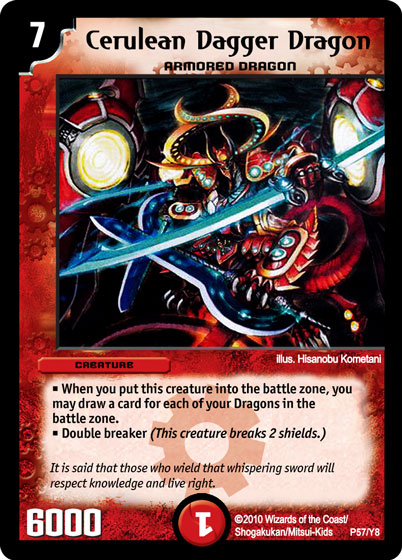 7
Cerulean Dagger Dragon
ARMORED DRAGON
illus. Hisanobu Kometani
CREATURE
▪ When you put this creature into the battle zone, you
may draw a card for each of your Dragons in the
battle zone.
▪ Double breaker (This creature breaks 2 shields.)
It is said that those who wield that whispering sword will
respect knowledge and live right.
6000
1
©2010 Wizards of the Coast/
Shogakukan/Mitsui-Kids
P57/Y8